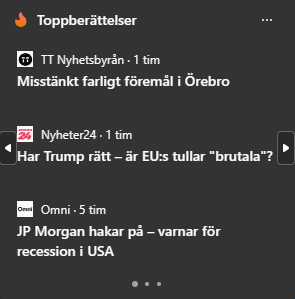 Toppberättelser
TT Nyhetsbyrån · 1 tim
Misstänkt farligt föremål i Örebro
Nyheter24 · 1 tim
Har Trump rätt – är EU:s tullar "brutala"?
Omni
Omni · 5 tim
JP Morgan hakar på – varnar för
recession i USA